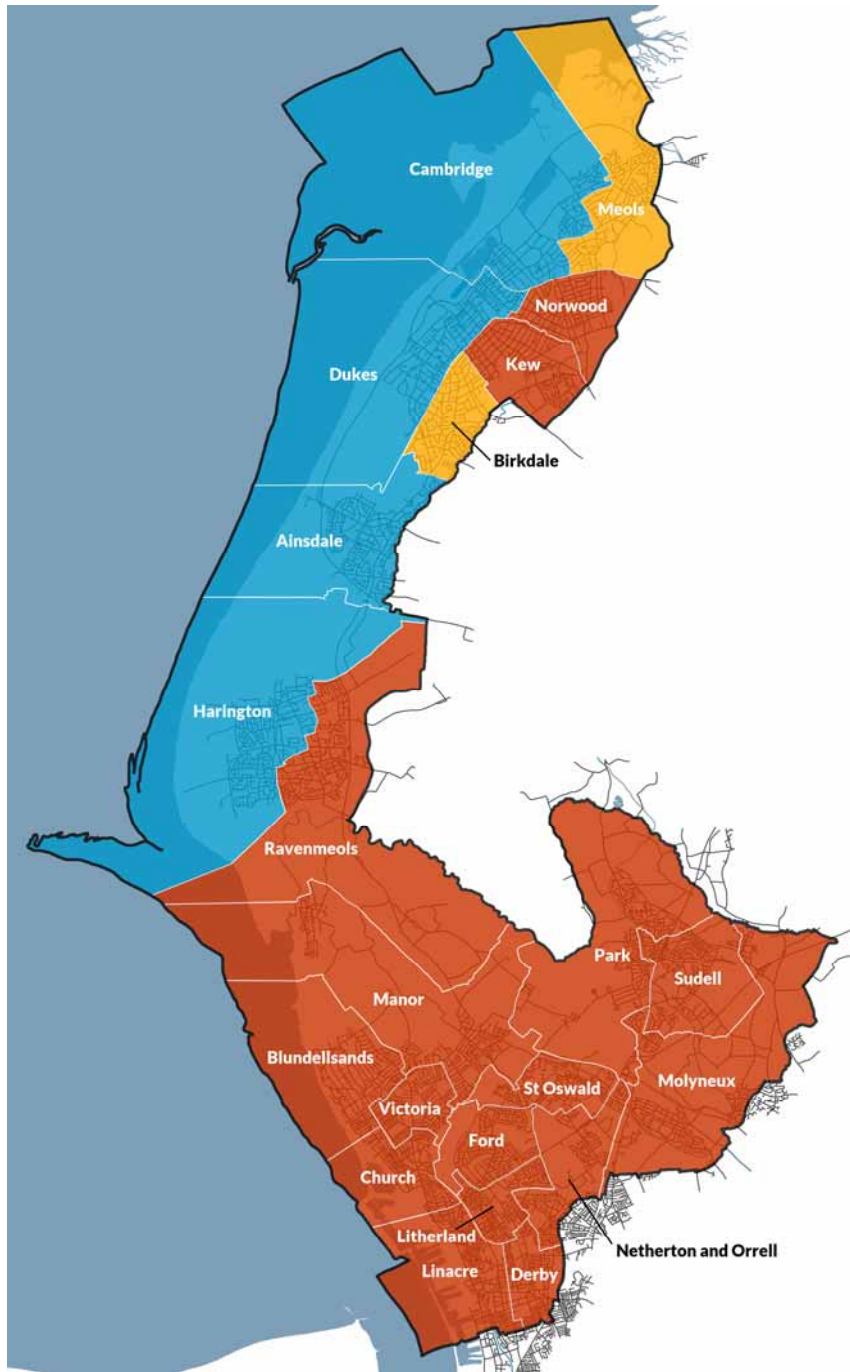 Cambridge
Meols
Norwood
Kew
Dukes
Birkdale
Ainsdale
Harington
Ravenmeols
Park
Sudell
Manor
Blundellsands
Molyneux
St Oswald
Victoria
Ford
Church
Litherland
Netherton and Orrell
Linacre
Derby